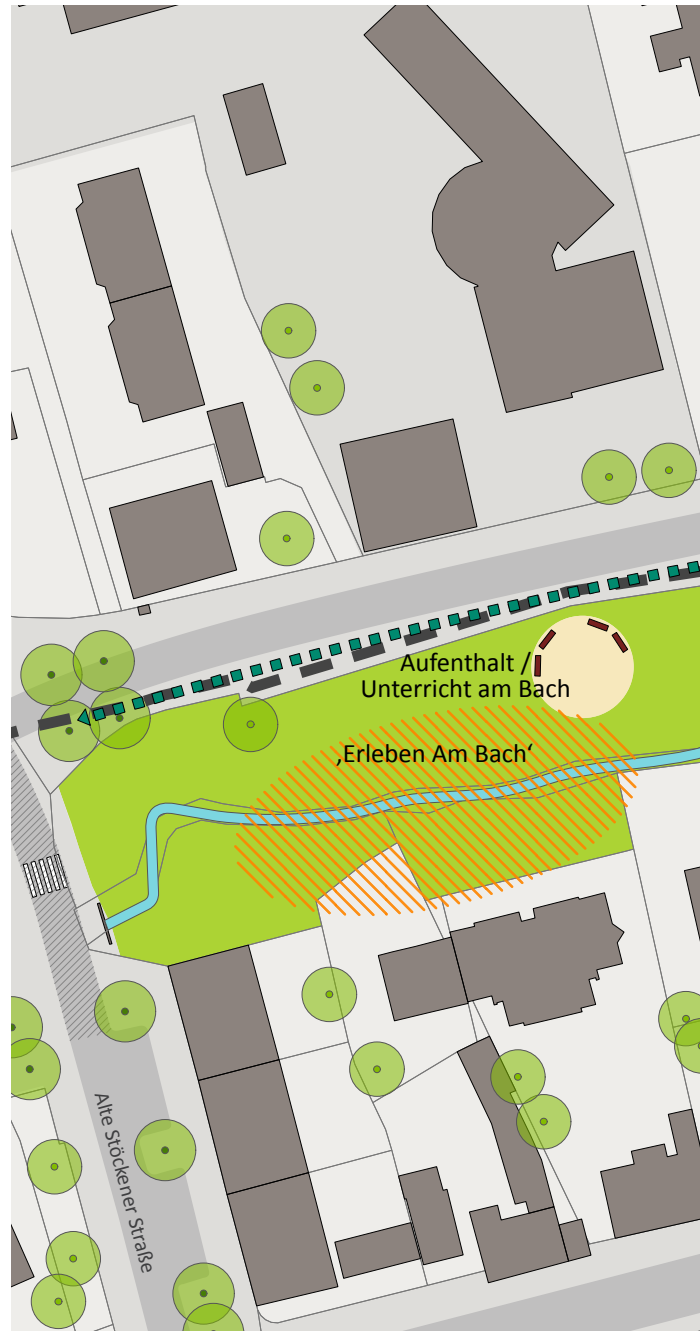 Aufenthalt /
Unterricht am Bach
‚Erleben Am Bach‘
Alte Stöckener Straße